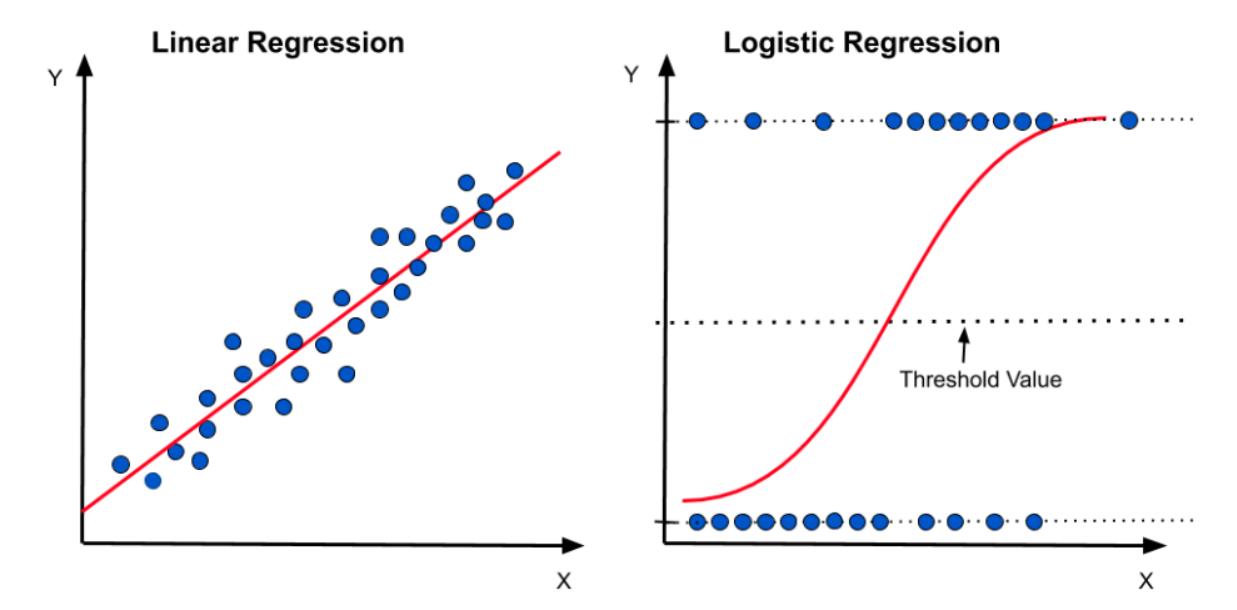 Linear Regression
Y
X
Logistic Regression
Y
Threshold Value
X